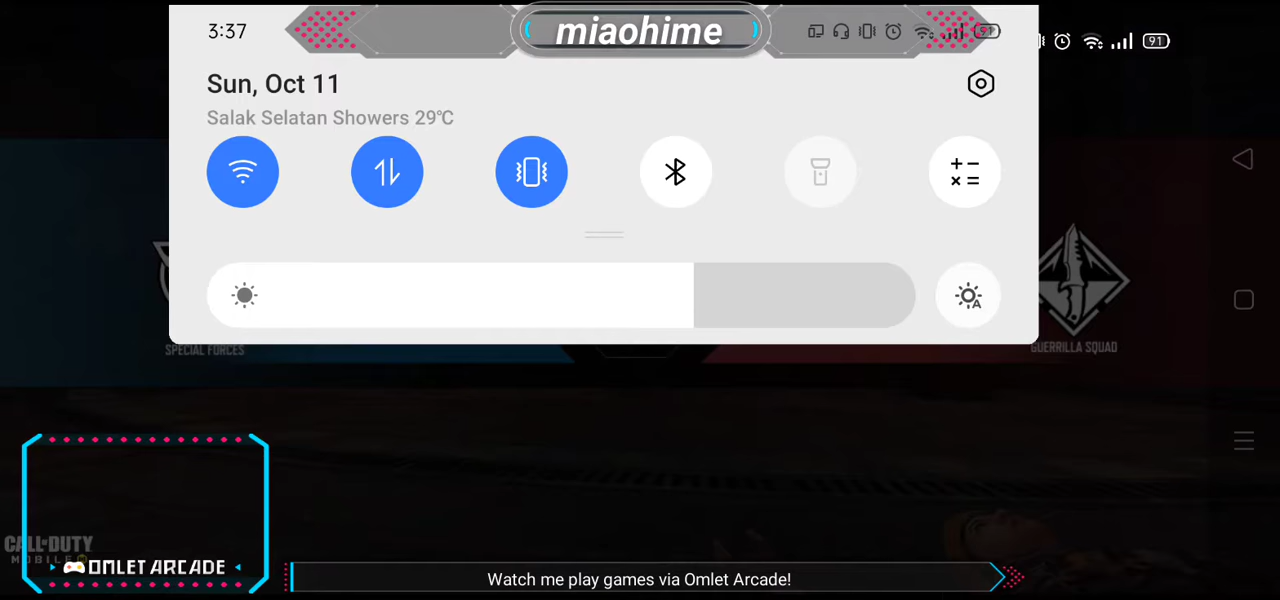 3:37
miaohime
91
91
Sun, Oct 11
Salak Selatan Showers 29°C
SPECIAL FORCES
GUERRILLA SQUAD
CALL OF DUTY
MOBILE
OMLET ARCADE
Watch me play games via Omlet Arcade!